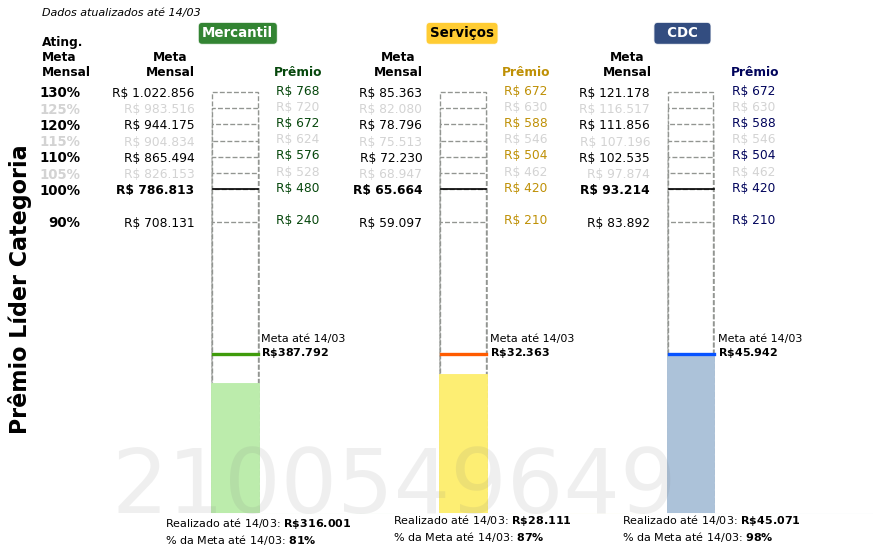 Dados atualizados até 14/03
Mercantil Serviços CDC
Ating.
Meta Meta Meta Meta
Mensal Mensal Prêmio Mensal Prêmio Mensal Prêmio
130% R$ 1.022.856 R$ 768 R$ 85.363 R$ 672 R$ 121.178 R$ 672
125% R$ 983.516 R$ 720 R$ 82.080 R$ 630 R$ 116.517 R$ 630
120% R$ 944.175 R$ 672 R$ 78.796 R$ 588 R$ 111.856 R$ 588
115% R$ 904.834 R$ 624 R$ 75.513 R$ 546 R$ 107.196 R$ 546
110% R$ 865.494 R$ 576 R$ 72.230 R$ 504 R$ 102.535 R$ 504
105% R$ 826.153 R$ 528 R$ 68.947 R$ 462 R$ 97.874 R$ 462
100% R$ 786.813 R$ 480 R$ 65.664 R$ 420 R$ 93.214 R$ 420
90% R$ 708.131 R$ 240 R$ 59.097 R$ 210 R$ 83.892 R$ 210
Prêmio Líder Categoria
Meta até 14/03 Meta até 14/03 Meta até 14/03
R$387.792 R$32.363 R$45.942
2100549649
Realizado até 14/03: R$316.001 Realizado até 14/03: R$28.111 Realizado até 14/03: R$45.071
% da Meta até 14/03: 81% % da Meta até 14/03: 87% % da Meta até 14/03: 98%